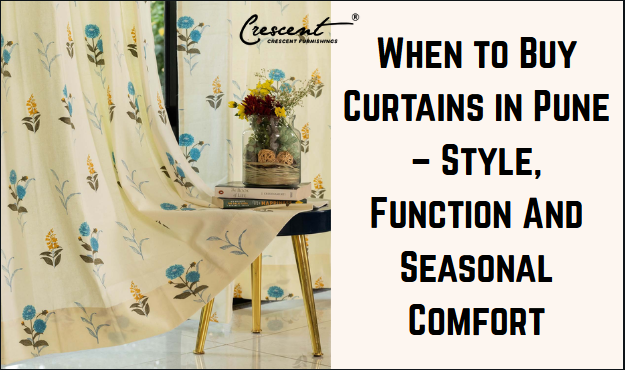 Crescent®
CRESCENT FURNISHINGS
When to Buy
Curtains in Pune
– Style,
Function And
Seasonal
Comfort